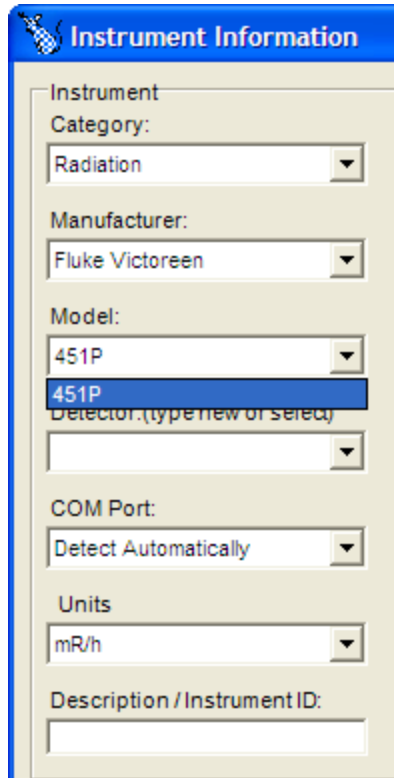 Instrument Information
Instrument
Category:
Radiation
Manufacturer:
Fluke Victoreen
Model:
451P
451P
Detector:(type new or select)
COM Port:
Detect Automatically
Units
mR/h
Description / Instrument ID: